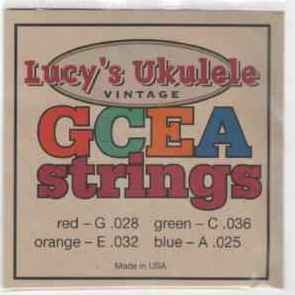 Lucy's Ukulele
VINTAGE
GCEA
strings
red – G .028 green – C .036
orange – E .032 blue – A .025
Made in USA